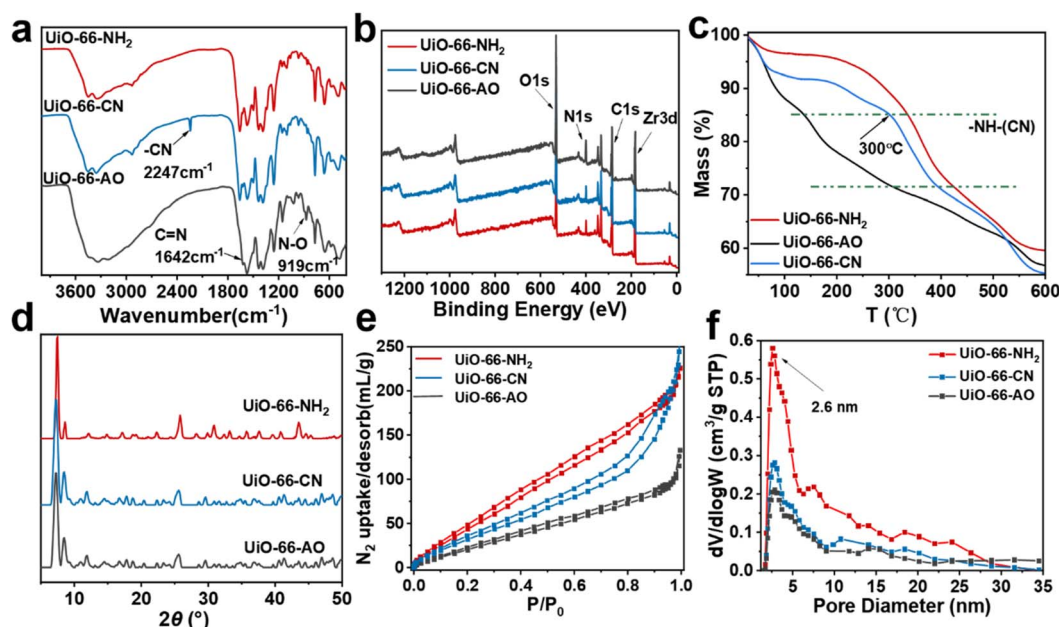 a
UiO-66-NH₂
UiO-66-CN
-CN
2247cm⁻¹
UiO-66-AO
C=N
1642cm⁻¹
N-O
919cm⁻¹
3600 3000 2400 1800 1200 600
Wavenumber(cm⁻¹)
b
UiO-66-NH₂
UiO-66-CN
UiO-66-AO
O1s
N1s
C1s
Zr3d
1200 1000 800 600 400 200 0
Binding Energy (eV)
c
100
90
80
70
60
Mass (%)
-NH-(CN)
300°C
UiO-66-NH₂
UiO-66-AO
UiO-66-CN
0 100 200 300 400 500 600
T (℃)
d
UiO-66-NH₂
UiO-66-CN
UiO-66-AO
10 20 30 40 50
2θ (°)
e
250
200
150
100
50
0
N₂ uptake/desorb(mL/g)
UiO-66-NH₂
UiO-66-CN
UiO-66-AO
0.0 0.2 0.4 0.6 0.8 1.0
P/P₀
f
0.6
0.5
0.4
0.3
0.2
0.1
0.0
dV/dlogW (cm³/g STP)
UiO-66-NH₂
UiO-66-CN
UiO-66-AO
2.6 nm
5 10 15 20 25 30 35
Pore Diameter (nm)